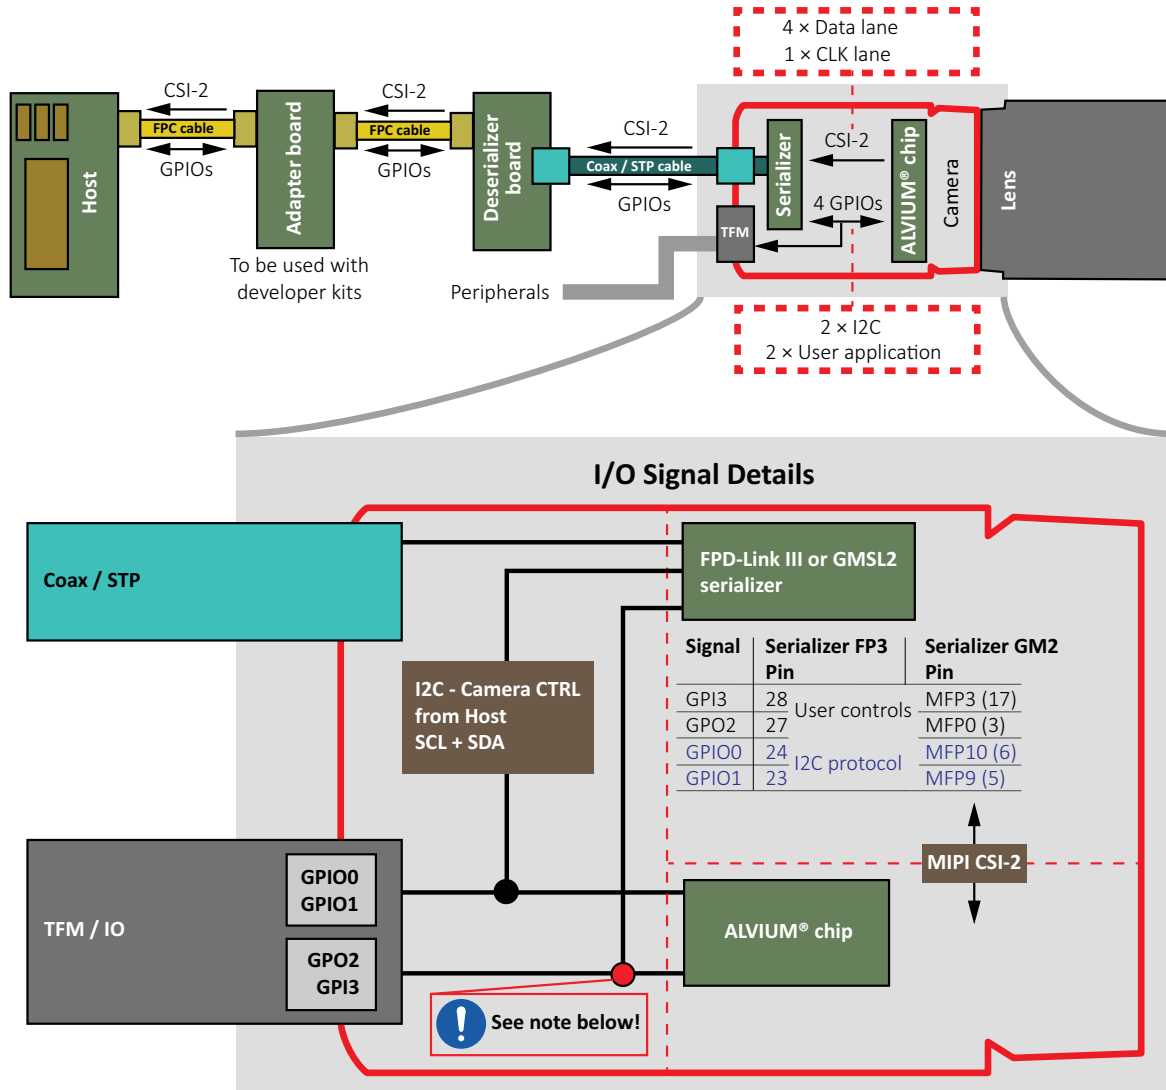 4 × Data lane
1 × CLK lane
CSI-2
FPC cable
GPIOs
CSI-2
FPC cable
GPIOs
CSI-2
Coax / STP cable
GPIOs
Host
Adapter board
Deserializer
board
Serializer
CSI-2
4 GPIOs
ALVIUM® chip
Camera
Lens
TFM
To be used with
developer kits
Peripherals
2 × I2C
2 × User application
I/O Signal Details
Coax / STP
FPD-Link III or GMSL2
serializer
I2C - Camera CTRL
from Host
SCL + SDA
Signal Serializer FP3 Pin Serializer GM2 Pin
GPI3 28 User controls MFP3 (17)
GPO2 27 MFP0 (3)
GPIO0 24 I2C protocol MFP10 (6)
GPIO1 23 MFP9 (5)
MIPI CSI-2
TFM / IO
GPIO0
GPIO1
GPO2
GPI3
ALVIUM® chip
! See note below!